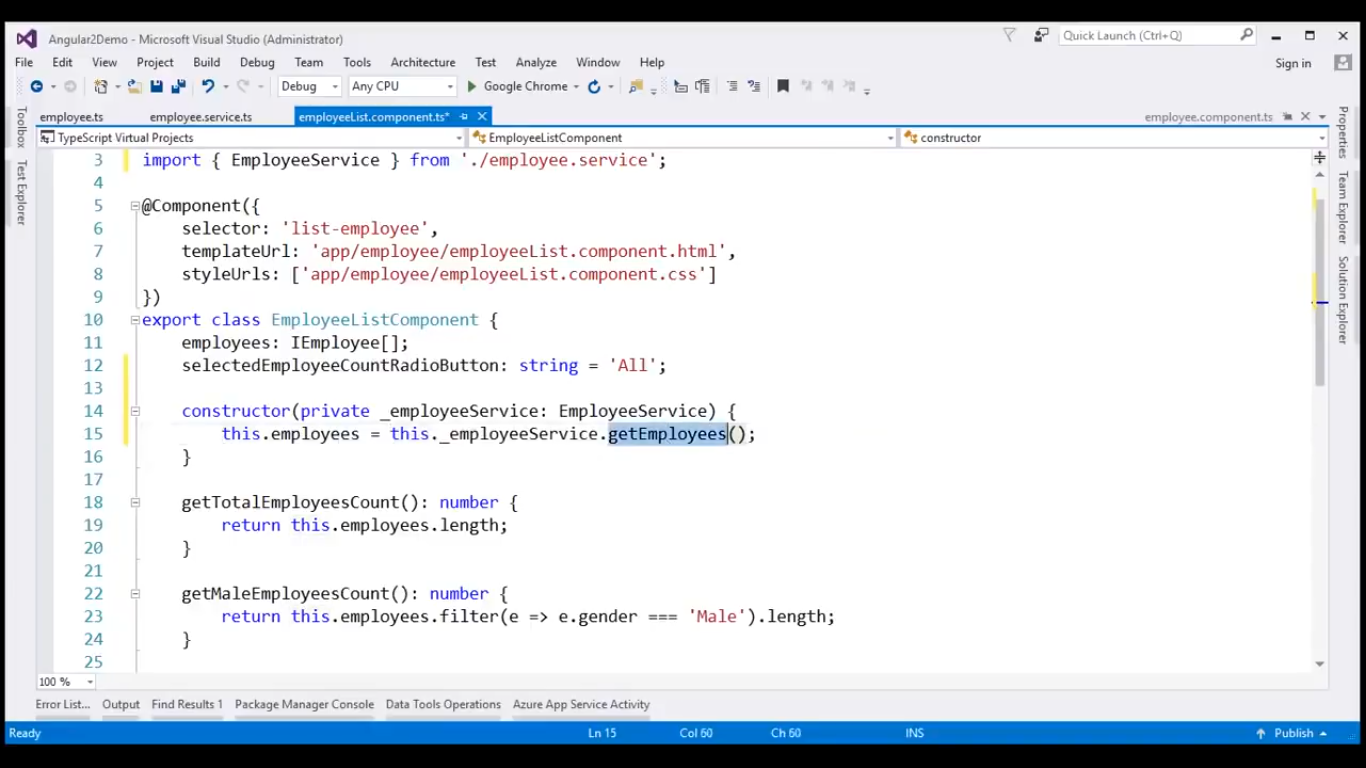 Angular2Demo - Microsoft Visual Studio (Administrator)
Quick Launch (Ctrl+Q)
File Edit View Project Build Debug Team Tools Architecture Test Analyze Window Help
Sign in
Debug Any CPU Google Chrome
employee.ts employee.service.ts employeeList.component.ts* employee.component.ts
TypeScript Virtual Projects EmployeeListComponent constructor
Toolbox
Test Explorer
Properties
Team Explorer
Solution Explorer
3 import { EmployeeService } from './employee.service';
4
5 @Component({
6 selector: 'list-employee',
7 templateUrl: 'app/employee/employeeList.component.html',
8 styleUrls: ['app/employee/employeeList.component.css']
9 })
10 export class EmployeeListComponent {
11 employees: IEmployee[];
12 selectedEmployeeCountRadioButton: string = 'All';
13
14 constructor(private _employeeService: EmployeeService) {
15 this.employees = this._employeeService.getEmployees();
16 }
17
18 getTotalEmployeesCount(): number {
19 return this.employees.length;
20 }
21
22 getMaleEmployeesCount(): number {
23 return this.employees.filter(e => e.gender === 'Male').length;
24 }
25
100 %
Error List... Output Find Results 1 Package Manager Console Data Tools Operations Azure App Service Activity
Ready Ln 15 Col 60 Ch 60 INS Publish